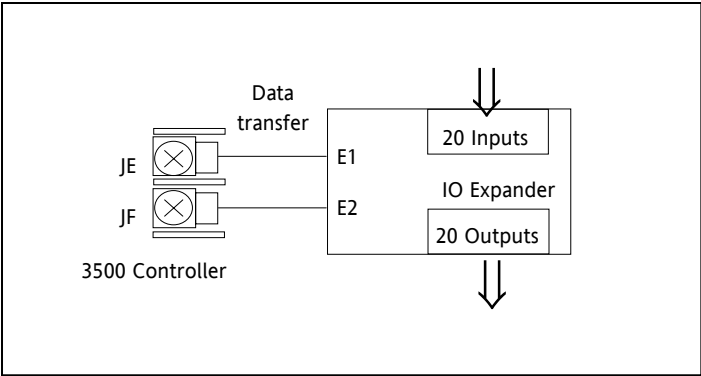 Data
transfer
20 Inputs
JE
E1
IO Expander
JF
E2
20 Outputs
3500 Controller